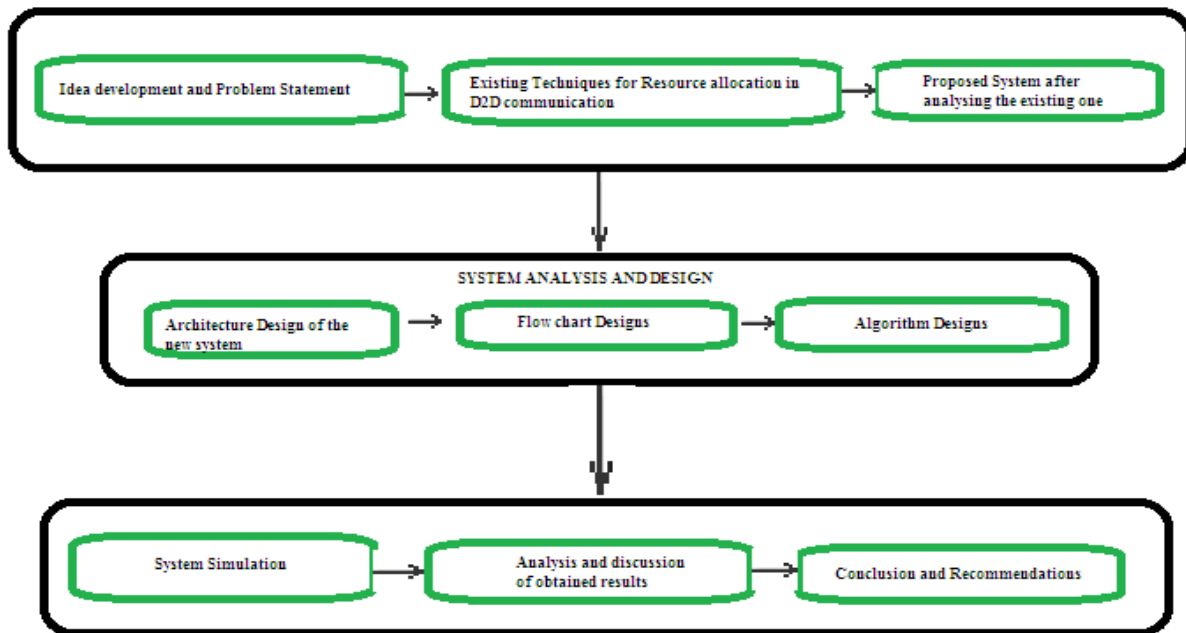 Idea development and Problem Statement
Existing Techniques for Resource allocation in
D2D communication
Proposed System after
analysing the existing one
SYSTEM ANALYSIS AND DESIGN
Architecture Design of the
new system
Flow chart Designs
Algorithm Designs
System Simulation
Analysis and discussion
of obtained results
Conclusion and Recommendations